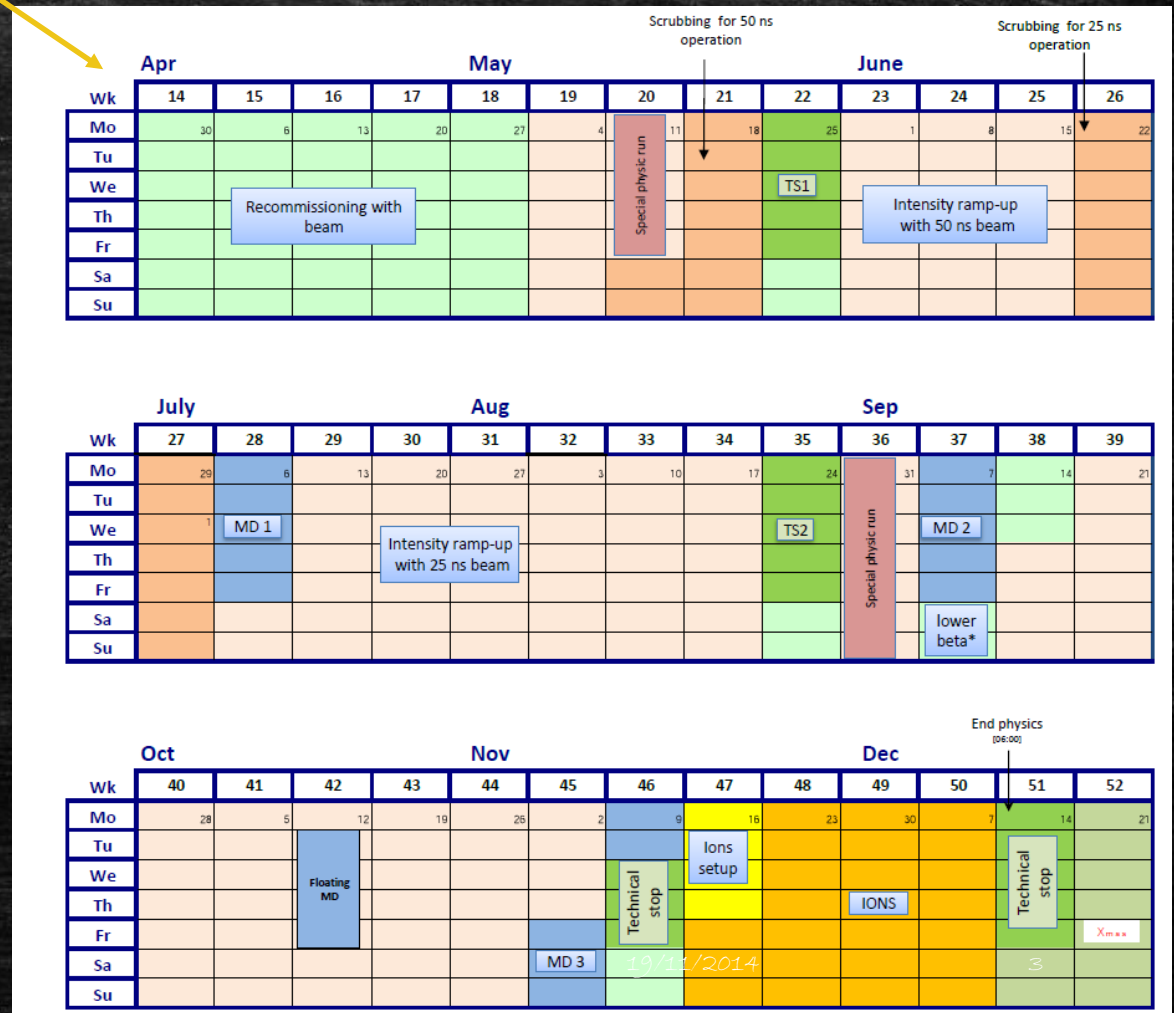 Scrubbing for 50 ns
operation
Scrubbing for 25 ns
operation
Apr May June
Wk 14 15 16 17 18 19 20 21 22 23 24 25 26
Mo 30 6 13 20 27 4 11 18 25 1 8 15 22
Tu
We
Th
Fr
Sa
Su
Recommissioning with
beam
Special physic run
TS1
Intensity ramp-up
with 50 ns beam
July Aug Sep
Wk 27 28 29 30 31 32 33 34 35 36 37 38 39
Mo 29 6 13 20 27 3 10 17 24 31 7 14 21
Tu
We 1
Th
Fr
Sa
Su
MD 1
Intensity ramp-up
with 25 ns beam
TS2
Special physic run
MD 2
lower
beta*
End physics
[06:00]
Oct Nov Dec
Wk 40 41 42 43 44 45 46 47 48 49 50 51 52
Mo 28 5 12 19 26 2 9 16 23 30 7 14 21
Tu
We
Th
Fr
Sa
Su
Floating
MD
MD 3
Technical
stop
Ions
setup
IONS
Technical
stop
Xmas
19/11/2014
3